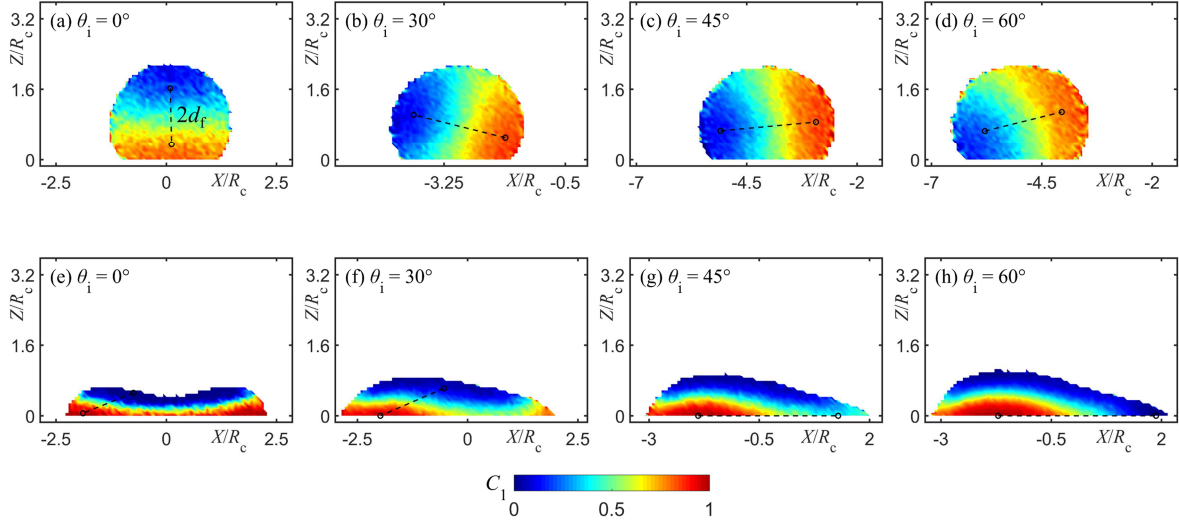 (a) θi = 0°
Z/Rc
3.2
1.6
0
2df
-2.5
0
X/Rc
2.5
(b) θi = 30°
Z/Rc
3.2
1.6
0
-3.25
X/Rc
-0.5
(c) θi = 45°
Z/Rc
3.2
1.6
0
-7
-4.5
X/Rc
-2
(d) θi = 60°
Z/Rc
3.2
1.6
0
-7
-4.5
X/Rc
-2
(e) θi = 0°
Z/Rc
3.2
1.6
0
-2.5
0
X/Rc
2.5
(f) θi = 30°
Z/Rc
3.2
1.6
0
-2.5
0
X/Rc
2.5
(g) θi = 45°
Z/Rc
3.2
1.6
0
-3
-0.5
X/Rc
2
(h) θi = 60°
Z/Rc
3.2
1.6
0
-3
-0.5
X/Rc
2
C1
0
0.5
1